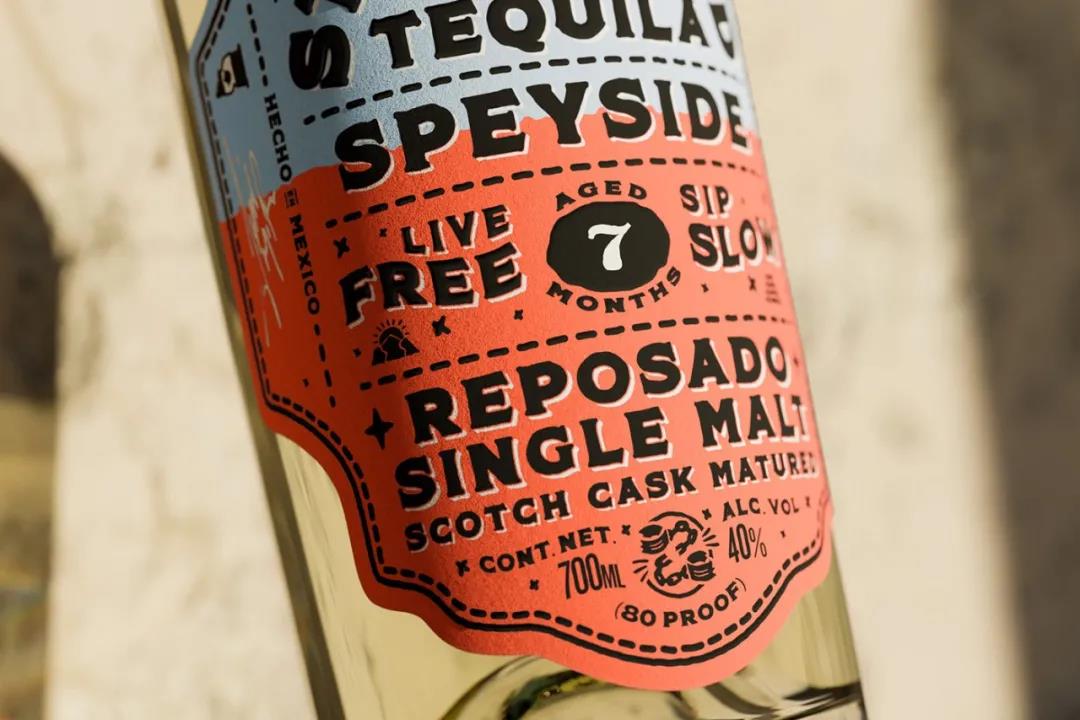 TEQUILA
SPEYSIDE
HECHO EN MEXICO
LIVE
FREE
AGED
7
MONTHS
SIP
SLOW
REPOSADO
SINGLE MALT
SCOTCH CASK MATURED
CONT. NET.
700ML
ALC. VOL
40%
(80 PROOF)